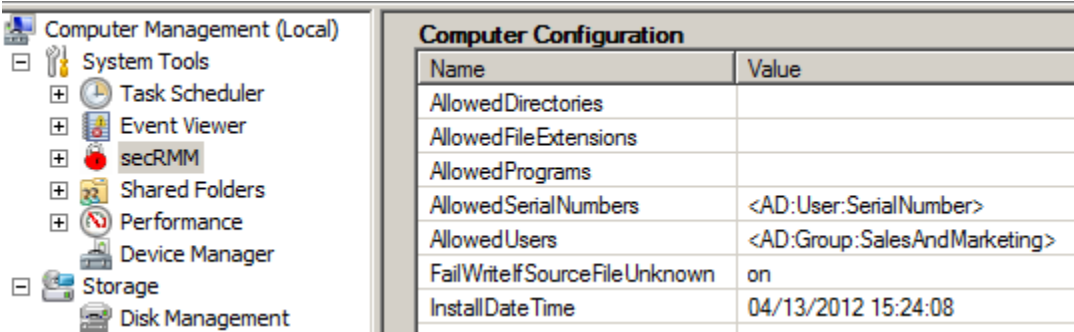 Computer Management (Local)
System Tools
Task Scheduler
Event Viewer
secRMM
Shared Folders
Performance
Device Manager
Storage
Disk Management
Computer Configuration
Name Value
AllowedDirectories
AllowedFileExtensions
AllowedPrograms
AllowedSerialNumbers <AD:User:SerialNumber>
AllowedUsers <AD:Group:SalesAndMarketing>
FailWriteIfSourceFileUnknown on
InstallDateTime 04/13/2012 15:24:08